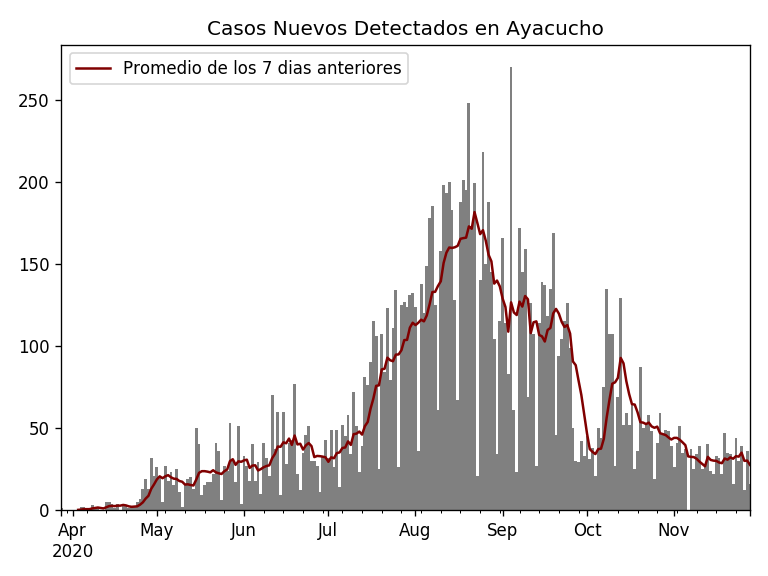 Casos Nuevos Detectados en Ayacucho
Promedio de los 7 dias anteriores
250
200
150
100
50
0
Apr May Jun Jul Aug Sep Oct Nov
2020